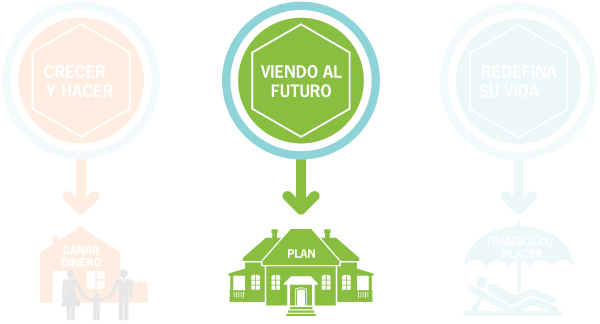 CRECER
Y HACER
VIENDO AL
FUTURO
REDEFINA
SU VIDA
GANAR
DINERO
PLAN
TRANSICIÓN/
PLACER